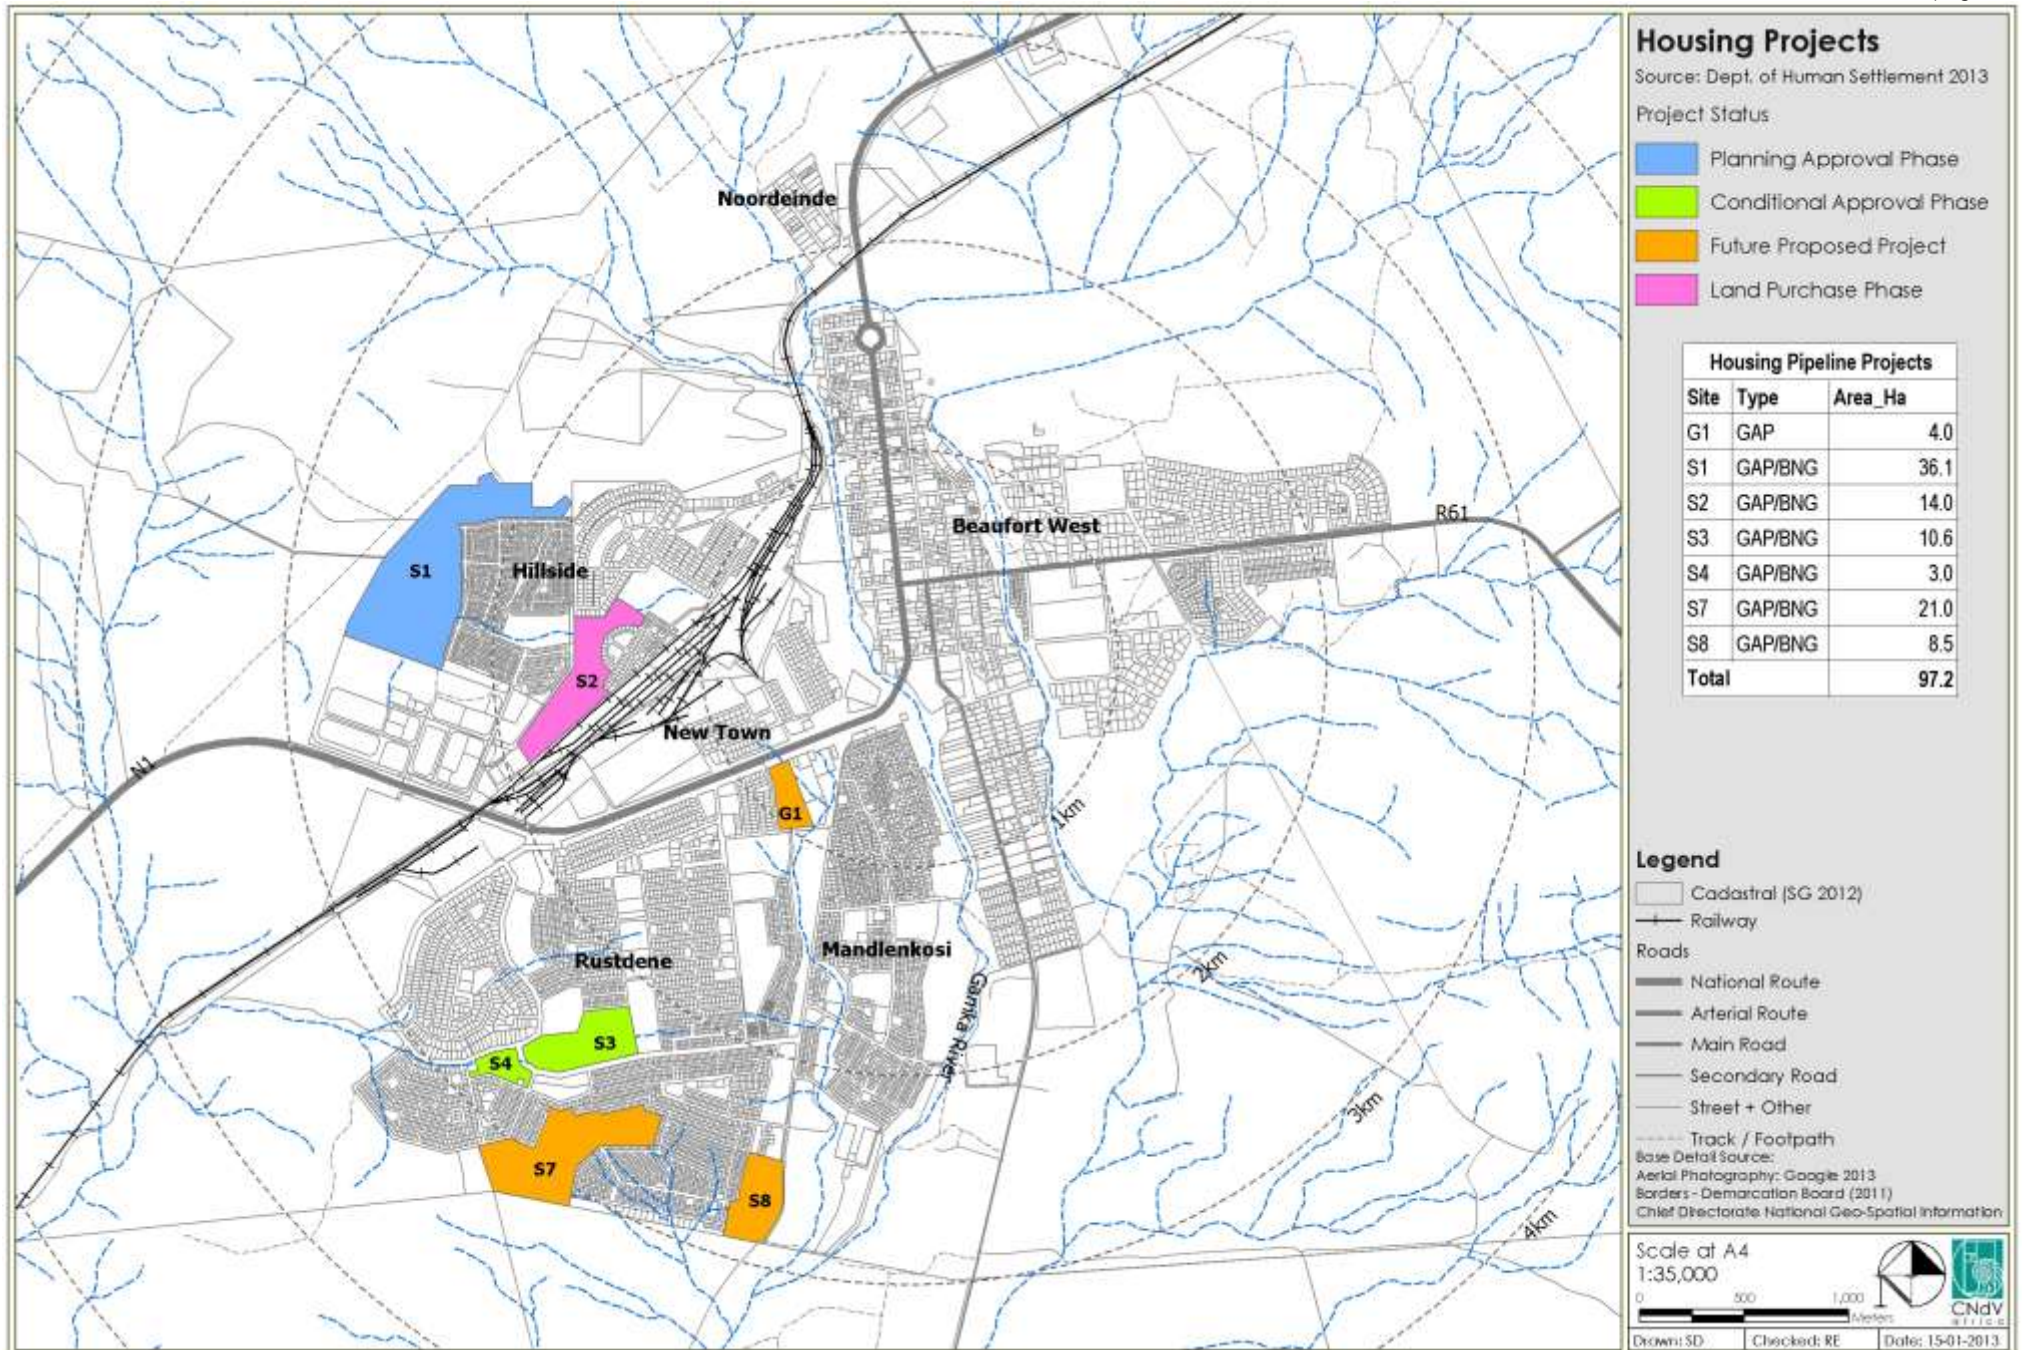 Noordeinde
Beaufort West
R61
S1
Hillside
S2
New Town
N1
G1
1km
Rustdene
Mandlenkosi
2km
Gamka River
S3
S4
3km
S7
S8
4km
Housing Projects
Source: Dept. of Human Settlement 2013
Project Status
Planning Approval Phase
Conditional Approval Phase
Future Proposed Project
Land Purchase Phase
Housing Pipeline Projects
Site Type Area_Ha
G1 GAP 4.0
S1 GAP/BNG 36.1
S2 GAP/BNG 14.0
S3 GAP/BNG 10.6
S4 GAP/BNG 3.0
S7 GAP/BNG 21.0
S8 GAP/BNG 8.5
Total 97.2
Legend
Cadastral (SG 2012)
Railway
Roads
National Route
Arterial Route
Main Road
Secondary Road
Street + Other
Track / Footpath
Base Detail Source:
Aerial Photography: Google 2013
Borders - Demarcation Board (2011)
Chief Directorate National Geo-Spatial Information
Scale at A4
1:35,000
0 500 1,000
Meters
N
CNdV
africa
Drawn: SD Checked: RE Date: 15-01-2013